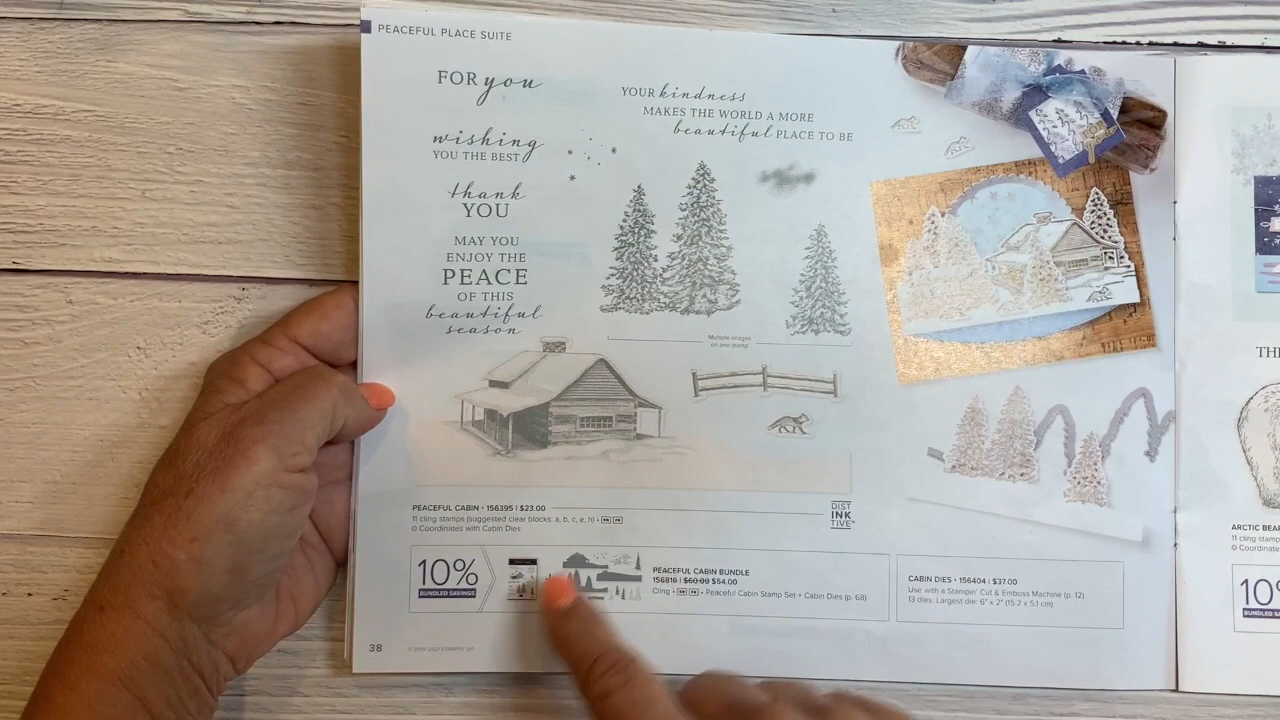 PEACEFUL PLACE SUITE
FOR you
wishing
YOU THE BEST
thank
YOU
MAY YOU
ENJOY THE
PEACE
OF THIS
beautiful
season
YOUR kindness
MAKES THE WORLD A MORE
beautiful PLACE TO BE
Multiple images
on one stamp
PEACEFUL CABIN • 156395 | $23.00
11 cling stamps (suggested clear blocks: a, b, c, e, h) •
Coordinates with Cabin Dies
DIST
INK
TIVE™
10%
BUNDLED SAVINGS
PEACEFUL CABIN BUNDLE
156816 | $60.00 $54.00
Cling • Peaceful Cabin Stamp Set + Cabin Dies (p. 68)
CABIN DIES • 156404 | $37.00
Use with a Stampin' Cut & Emboss Machine (p. 12).
13 dies. Largest die: 6" x 2" (15.2 x 5.1 cm).
38
© 2019–2021 STAMPIN' UP!
ARCTIC BEAR
11 cling stamp
Coordinate
10
BUNDLED S